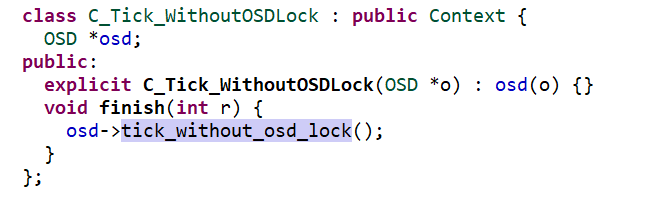 class C_Tick_WithoutOSDLock : public Context {
  OSD *osd;
public:
  explicit C_Tick_WithoutOSDLock(OSD *o) : osd(o) {}
  void finish(int r) {
    osd->tick_without_osd_lock();
  }
};